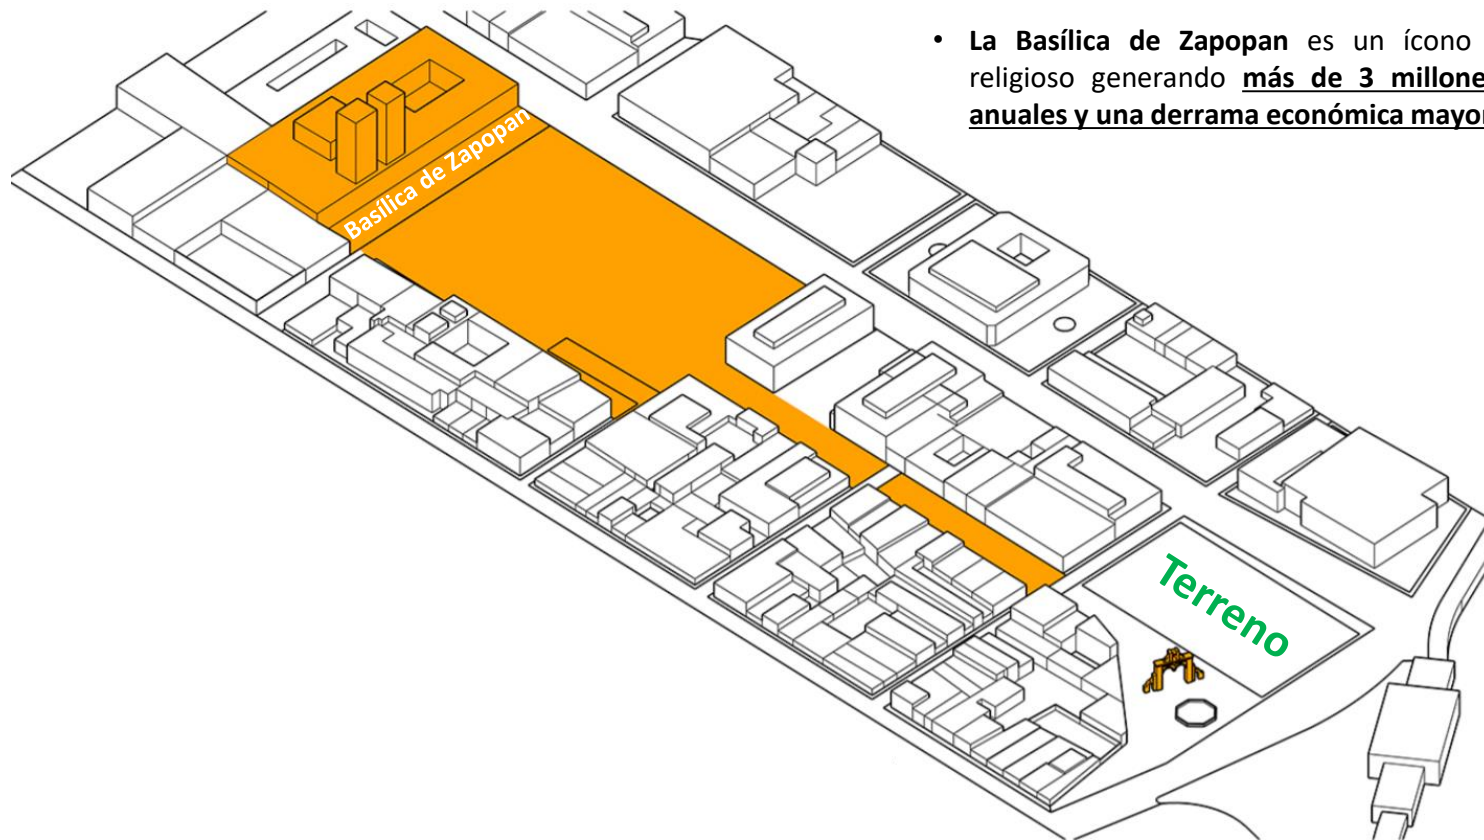 • La Basílica de Zapopan es un ícono
religioso generando más de 3 millone
anuales y una derrama económica mayor
Basílica de Zapopan
Terreno